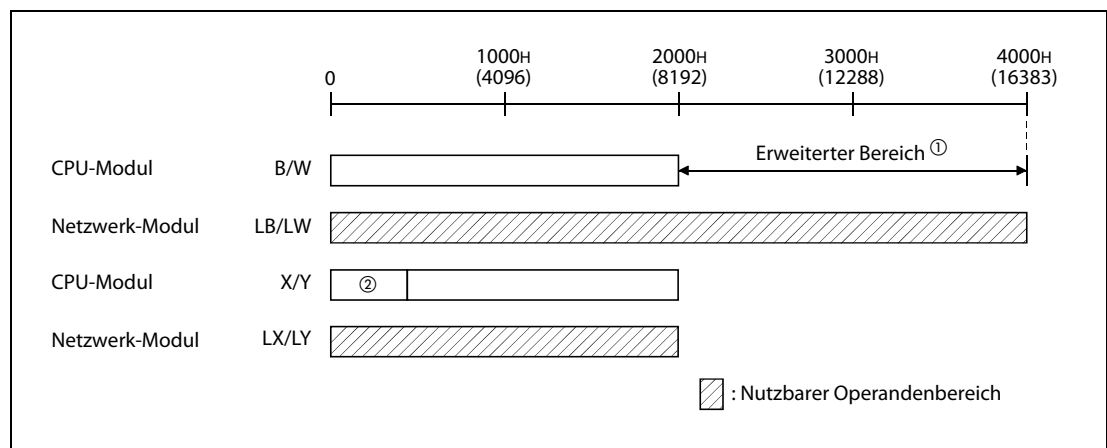 0
1000H
(4096)
2000H
(8192)
3000H
(12288)
4000H
(16383)
CPU-Modul B/W
Erweiterter Bereich ①
Netzwerk-Modul LB/LW
CPU-Modul X/Y ②
Netzwerk-Modul LX/LY
: Nutzbarer Operandenbereich